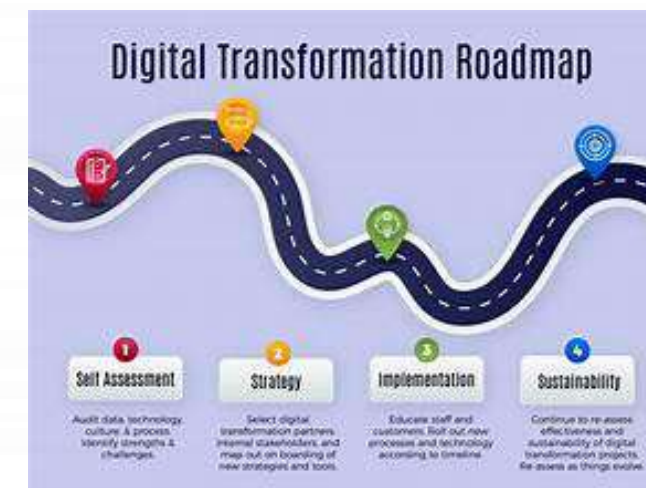 Digital Transformation Roadmap
1
Self Assessment
Audit data, technology,
culture, & process.
Identify strengths &
challenges.
2
Strategy
Select digital
transformation partners,
internal stakeholders, and
map out on boarding of
new strategies and tools.
3
Implementation
Educate staff and
customers. Roll out new
processes and technology
according to timeline.
4
Sustainability
Continue to re-assess
effectiveness and
sustainability of digital
transformation projects.
Re-assess as things evolve.